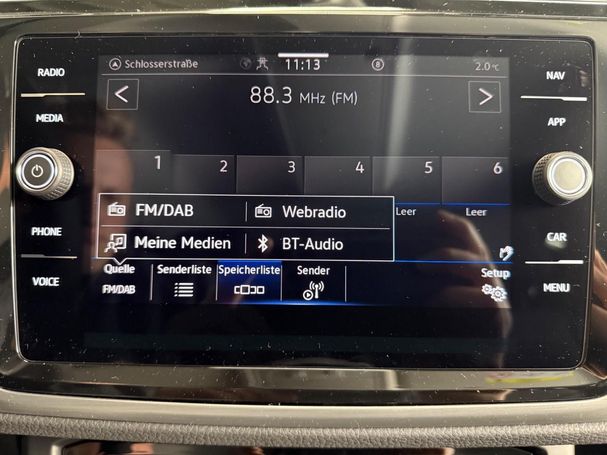 RADIO
MEDIA
PHONE
VOICE
Schlosserstraße 11:13 8 2.0 °C
88.3 MHz (FM)
1 2 3 4 5 6
FM/DAB Webradio
Meine Medien BT-Audio
Leer Leer
Quelle Senderliste Speicherliste Sender Setup
FM/DAB
NAV
APP
CAR
MENU